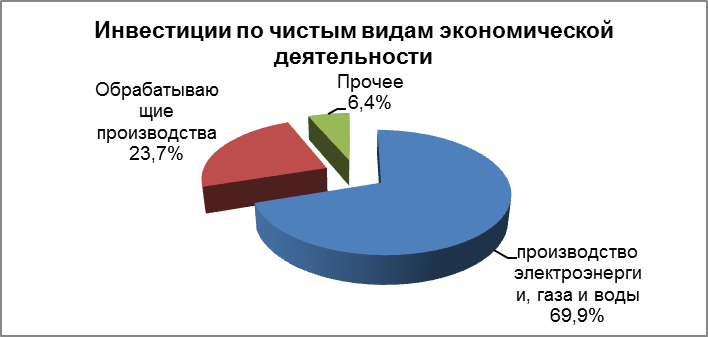 Инвестиции по чистым видам экономической
деятельности
Обрабатываю
щие
производства
23,7%
Прочее
6,4%
производство
электроэнерги
и, газа и воды
69,9%